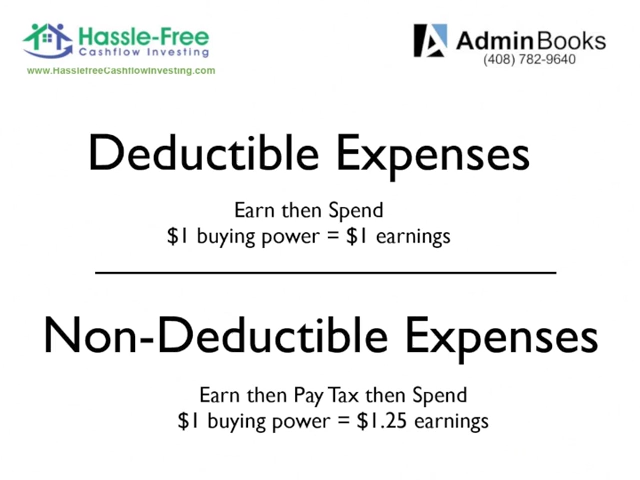 Hassle-Free
Cashflow Investing
www.HasslefreeCashflowInvesting.com
AdminBooks
(408) 782-9640
Deductible Expenses
Earn then Spend
$1 buying power = $1 earnings
Non-Deductible Expenses
Earn then Pay Tax then Spend
$1 buying power = $1.25 earnings